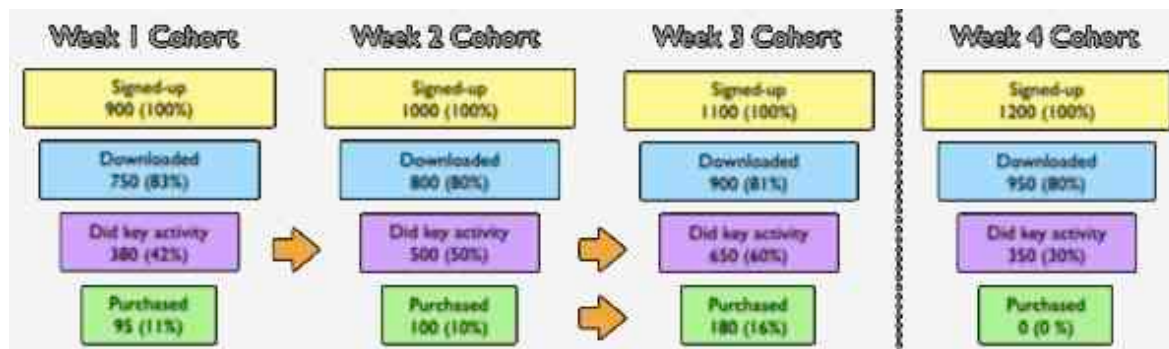 Week 1 Cohort
Signed-up
900 (100%)
Downloaded
750 (83%)
Did key activity
380 (42%)
Purchased
95 (11%)
Week 2 Cohort
Signed-up
1000 (100%)
Downloaded
800 (80%)
Did key activity
500 (50%)
Purchased
100 (10%)
Week 3 Cohort
Signed-up
1100 (100%)
Downloaded
900 (81%)
Did key activity
650 (60%)
Purchased
180 (16%)
Week 4 Cohort
Signed-up
1200 (100%)
Downloaded
950 (80%)
Did key activity
350 (30%)
Purchased
0 (0 %)